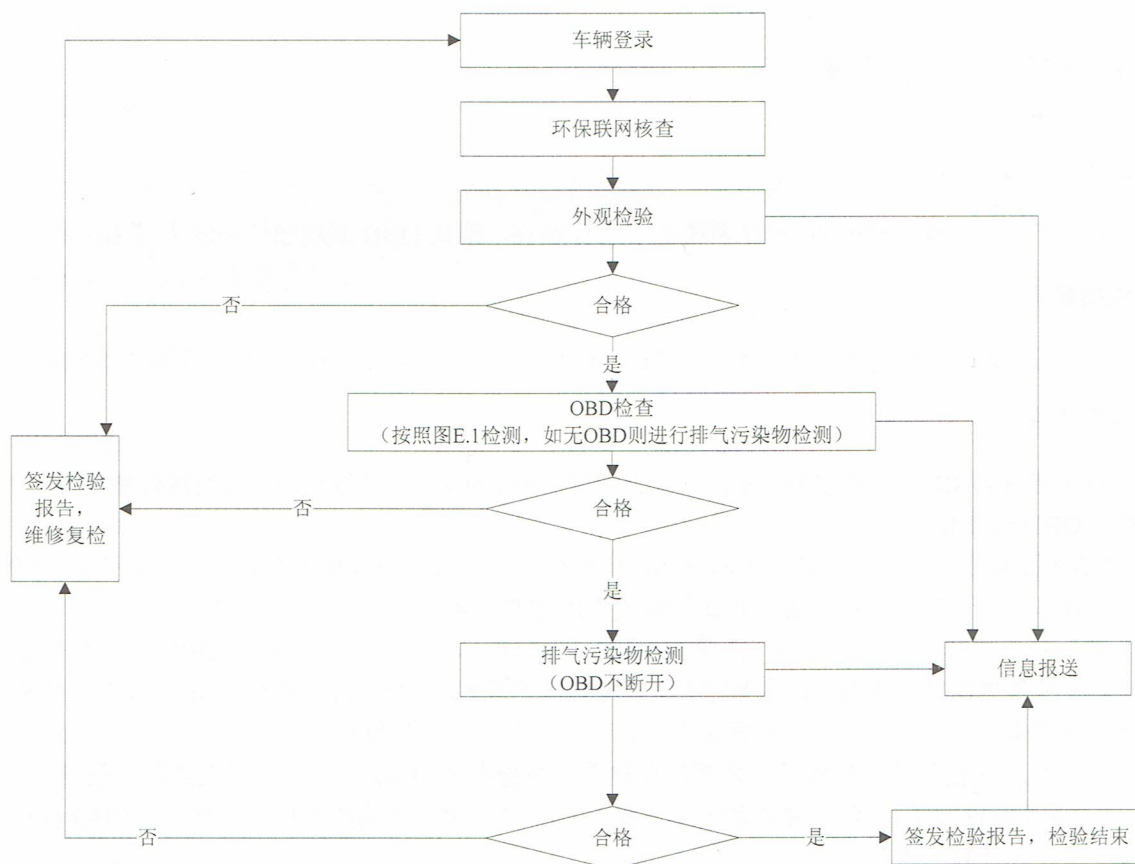 车辆登录
环保联网核查
外观检验
合格
否
是
OBD检查
（按照图E.1检测，如无OBD则进行排气污染物检测）
签发检验
报告，
维修复检
合格
否
是
排气污染物检测
（OBD不断开）
信息报送
合格
否
是
签发检验报告，检验结束